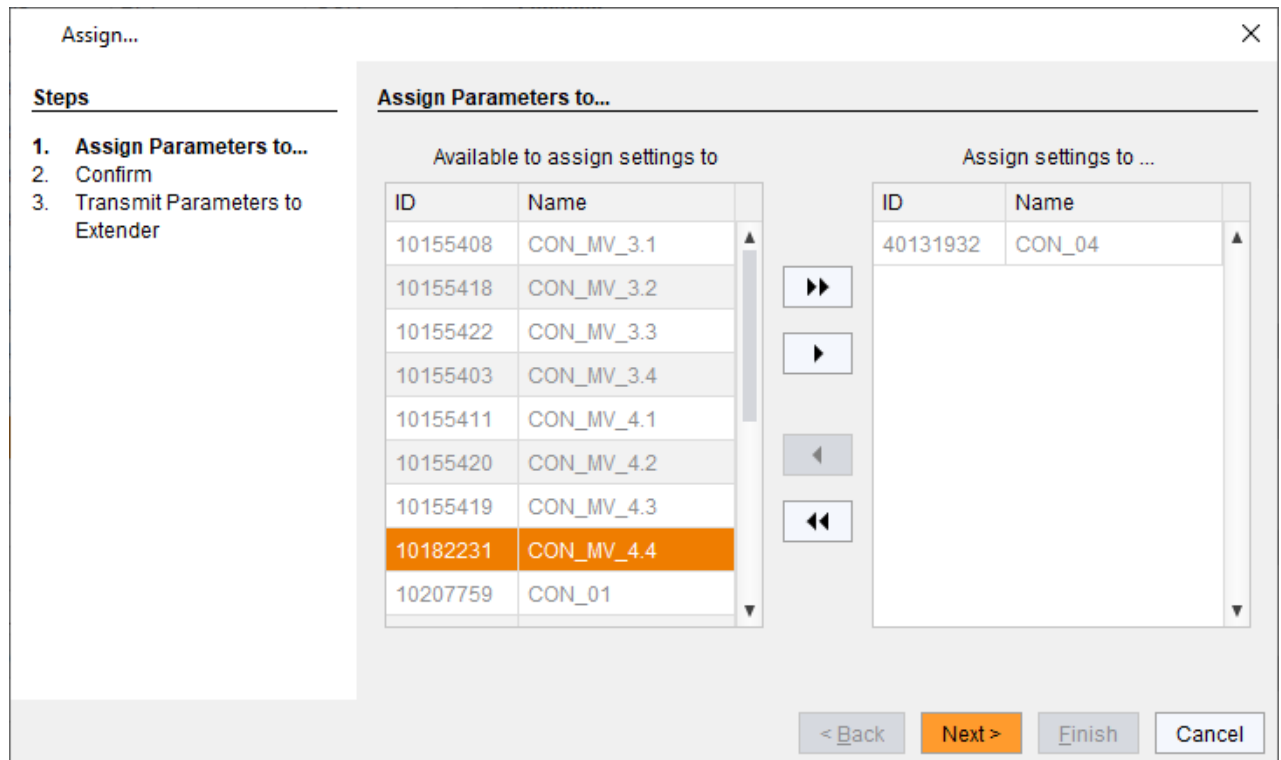 Assign...
Steps
1. Assign Parameters to...
2. Confirm
3. Transmit Parameters to
Extender
Assign Parameters to...
Available to assign settings to
ID Name
10155408 CON_MV_3.1
10155418 CON_MV_3.2
10155422 CON_MV_3.3
10155403 CON_MV_3.4
10155411 CON_MV_4.1
10155420 CON_MV_4.2
10155419 CON_MV_4.3
10182231 CON_MV_4.4
10207759 CON_01
Assign settings to ...
ID Name
40131932 CON_04
< Back Next > Finish Cancel